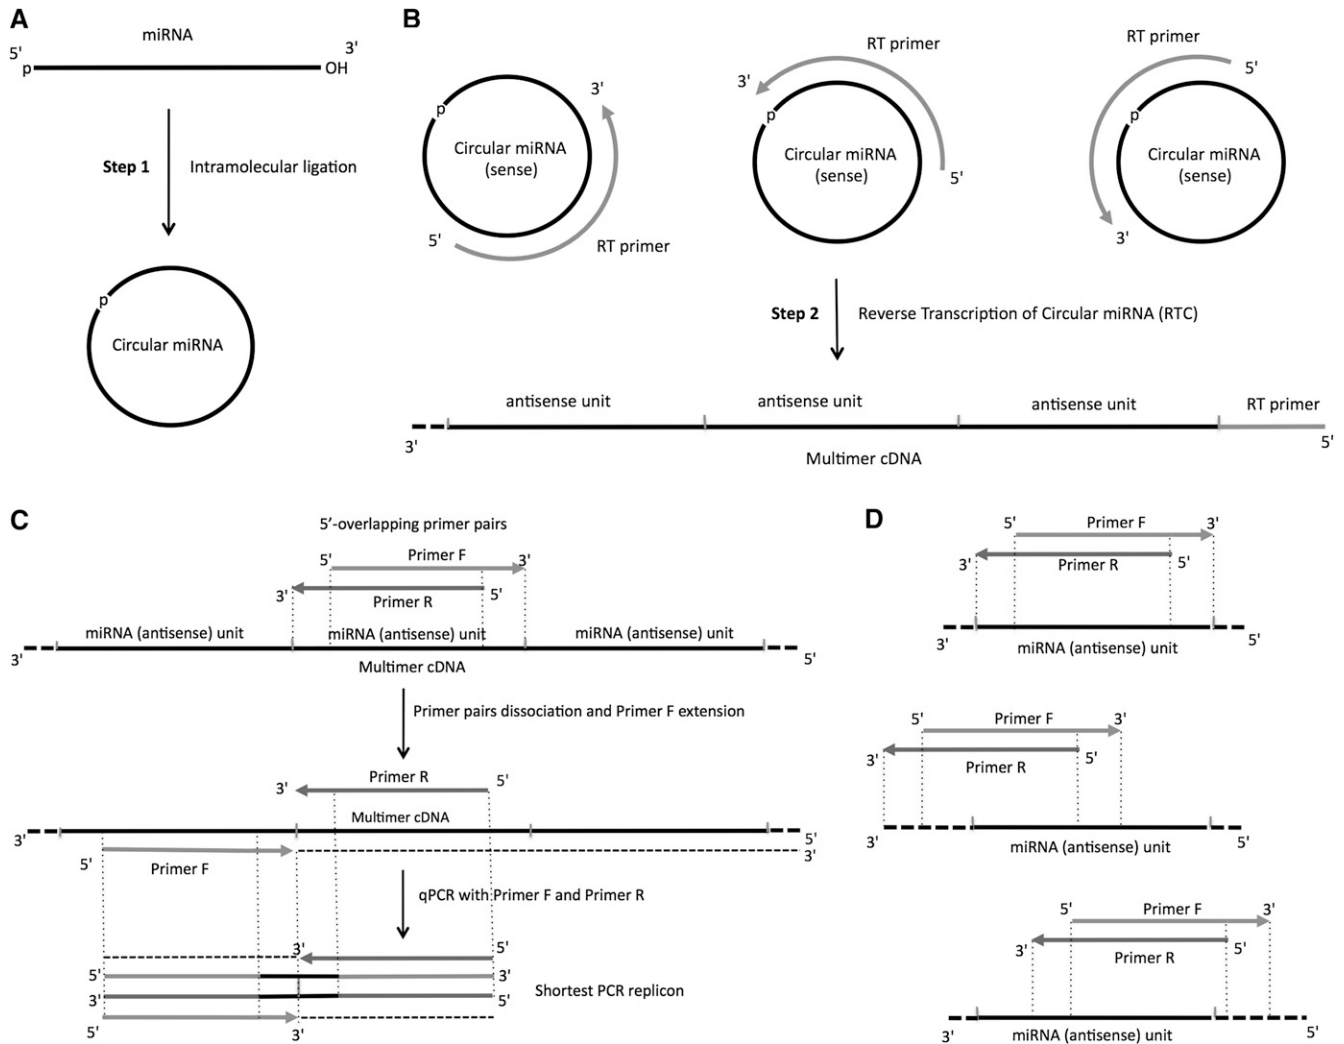 A
miRNA
5'
3'
p
OH
Step 1
Intramolecular ligation
p
Circular miRNA
B
RT primer
RT primer
3'
5'
3'
p
Circular miRNA
(sense)
5'
RT primer
p
Circular miRNA
(sense)
5'
p
Circular miRNA
(sense)
3'
Step 2
Reverse Transcription of Circular miRNA (RTC)
antisense unit
antisense unit
antisense unit
RT primer
3'
5'
Multimer cDNA
C
5’-overlapping primer pairs
5'
Primer F
3'
3'
Primer R
5'
miRNA (antisense) unit
miRNA (antisense) unit
miRNA (antisense) unit
3'
Multimer cDNA
5'
Primer pairs dissociation and Primer F extension
3'
Primer R
5'
Multimer cDNA
3'
5'
3'
5'
Primer F
qPCR with Primer F and Primer R
3'
5'
5'
3'
3'
5'
Shortest PCR replicon
5'
3'
D
5'
Primer F
3'
3'
Primer R
5'
3'
miRNA (antisense) unit
5'
5'
Primer F
3'
3'
Primer R
5'
3'
miRNA (antisense) unit
5'
5'
Primer F
3'
3'
Primer R
5'
3'
miRNA (antisense) unit
5'